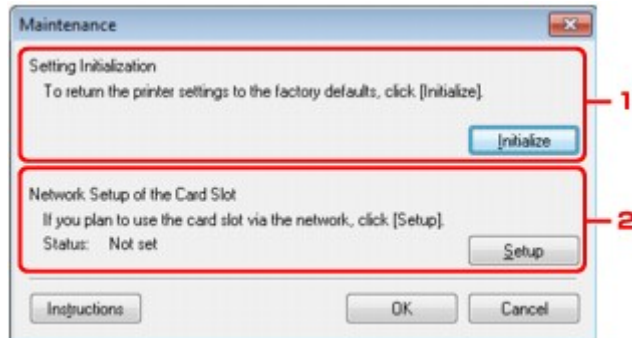 Maintenance
Setting Initialization
To return the printer settings to the factory defaults, click [Initialize].
Initialize
1
Network Setup of the Card Slot
If you plan to use the card slot via the network, click [Setup].
Status: Not set
Setup
2
Instructions OK Cancel